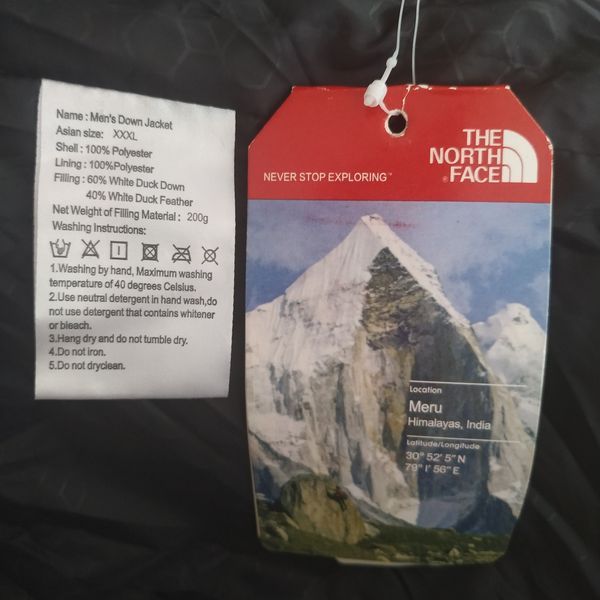 Name : Men's Down Jacket
Asian size: XXXL
Shell : 100% Polyester
Lining : 100%Polyester
Filling : 60% White Duck Down
40% White Duck Feather
Net Weight of Filling Material : 200g
Washing Instructions:
1.Washing by hand, Maximum washing
temperature of 40 degrees Celsius.
2.Use neutral detergent in hand wash,do
not use detergent that contains whitener
or bleach.
3.Hang dry and do not tumble dry.
4.Do not iron.
5.Do not dryclean.
NEVER STOP EXPLORING™
THE
NORTH
FACE
Location
Meru
Himalayas, India
Latitude/Longitude
30° 52' 5" N
79° 1' 56" E